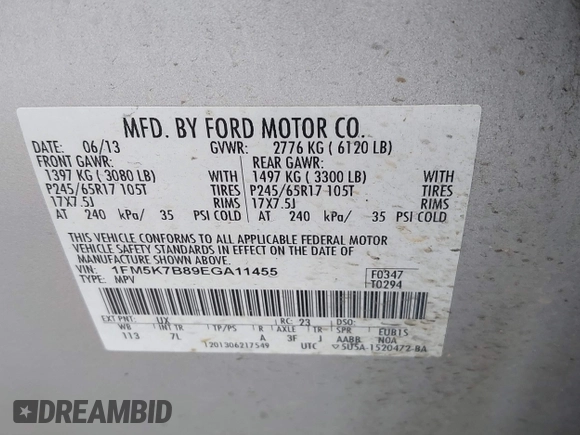 MFD. BY FORD MOTOR CO.
DATE: 06/13 GVWR: 2776 KG ( 6120 LB)
FRONT GAWR: REAR GAWR:
1397 KG ( 3080 LB) WITH 1497 KG ( 3300 LB) WITH
P245/65R17 105T TIRES P245/65R17 105T TIRES
17X7.5J RIMS 17X7.5J RIMS
AT 240 kPa/ 35 PSI COLD AT 240 kPa/ 35 PSI COLD
THIS VEHICLE CONFORMS TO ALL APPLICABLE FEDERAL MOTOR
VEHICLE SAFETY STANDARDS IN EFFECT ON THE DATE OF
MANUFACTURE SHOWN ABOVE.
VIN: 1FM5K7B89EGA11455 F0347
TYPE: MPV T0294
EXT PNT: UX RC: 23 DSO:
WB INT TR TP/PS R AXLE TR SPR EUB1S
113 7L A 3F J AABB N0A
1201306217549 UTC 5U5A-1520472-BA
DREAMBID